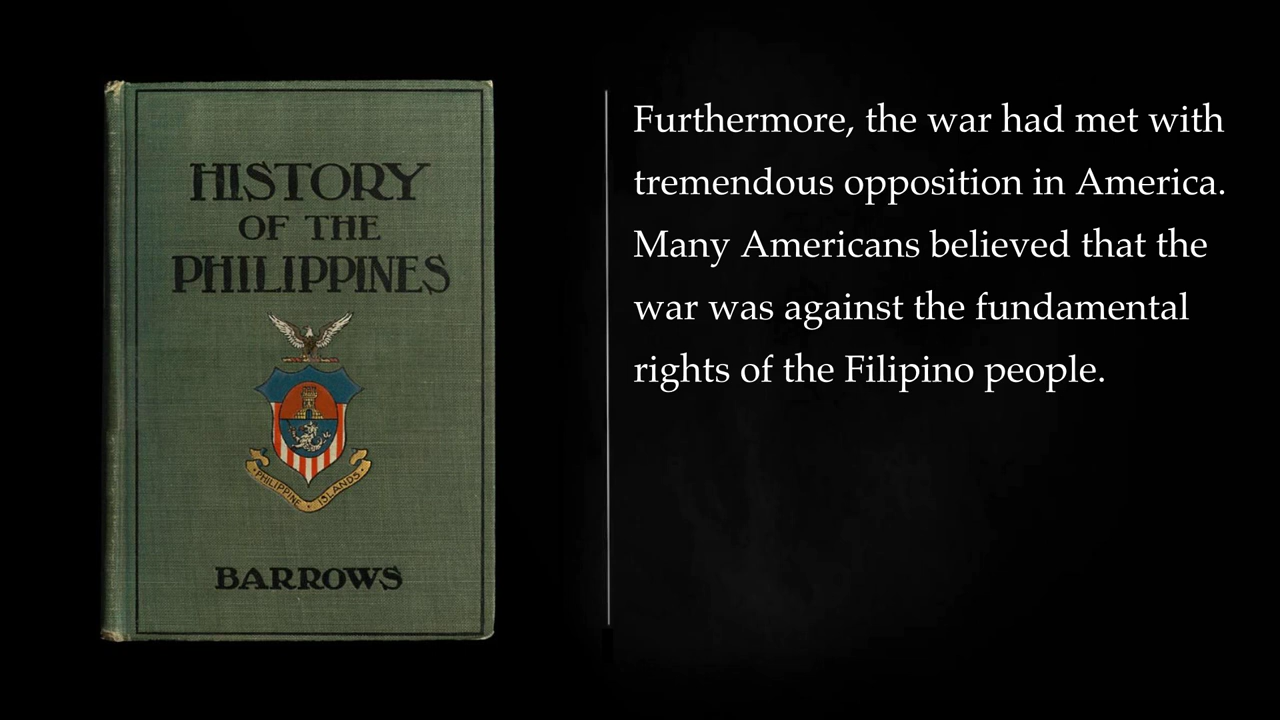 HISTORY
OF THE
PHILIPPINES
PHILIPPINE ISLANDS
BARROWS
Furthermore, the war had met with
tremendous opposition in America.
Many Americans believed that the
war was against the fundamental
rights of the Filipino people.